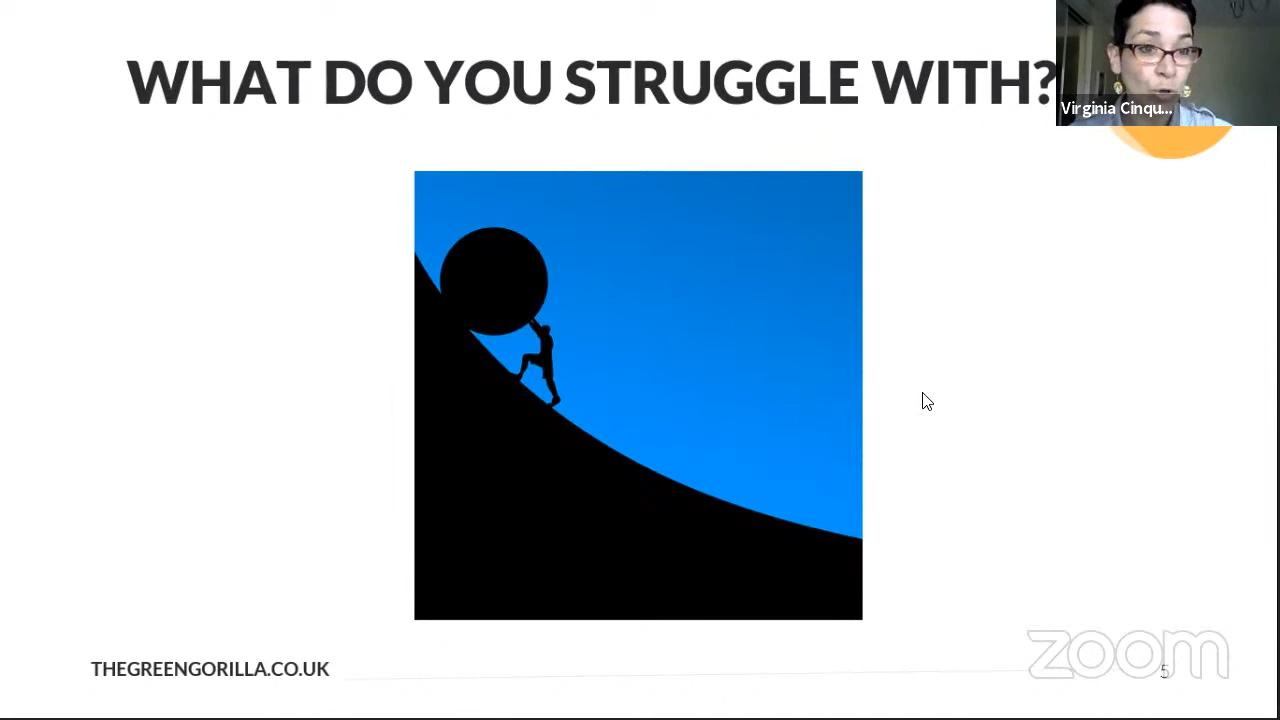 WHAT DO YOU STRUGGLE WITH?
Virginia Cinqu...
THEGREENGORILLA.CO.UK
zoom
5